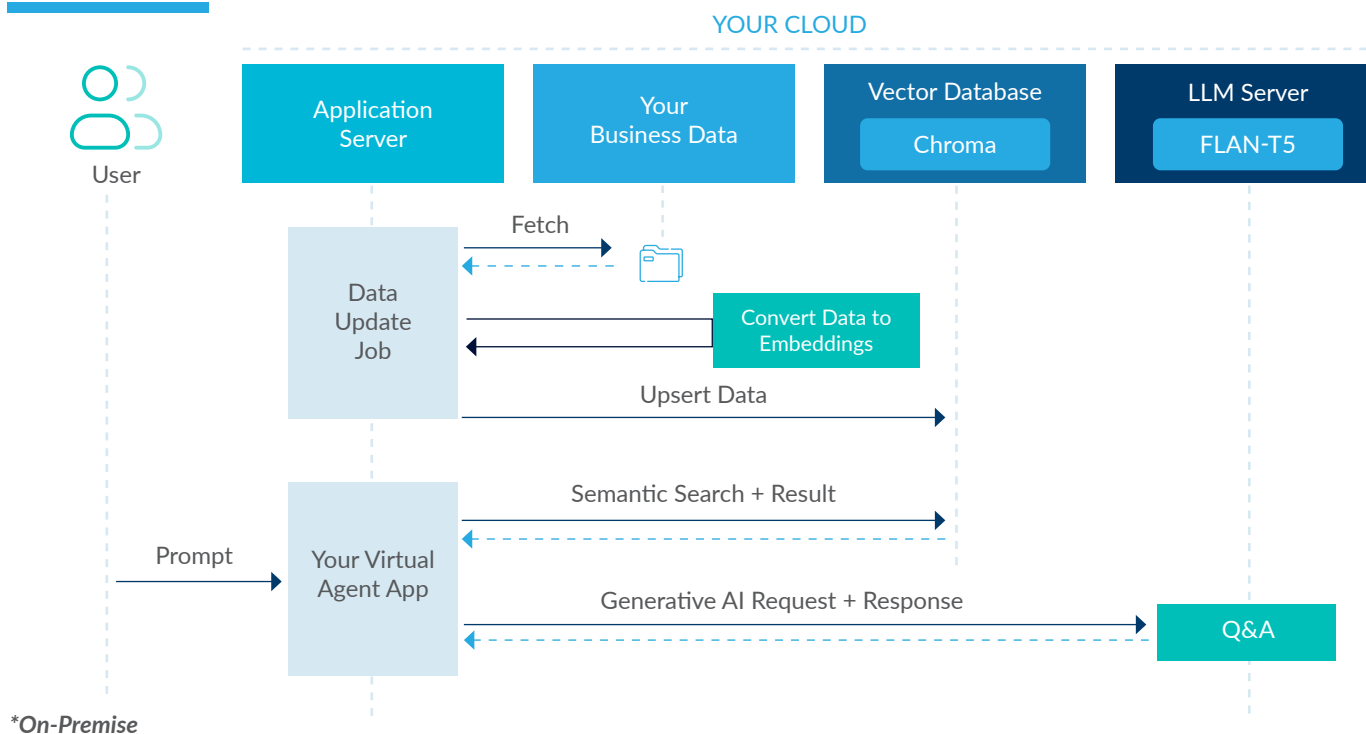 YOUR CLOUD
User
Application
Server
Your
Business Data
Vector Database
Chroma
LLM Server
FLAN-T5
Fetch
Data
Update
Job
Convert Data to
Embeddings
Upsert Data
Semantic Search + Result
Prompt
Your Virtual
Agent App
Generative AI Request + Response
Q&A
*On-Premise